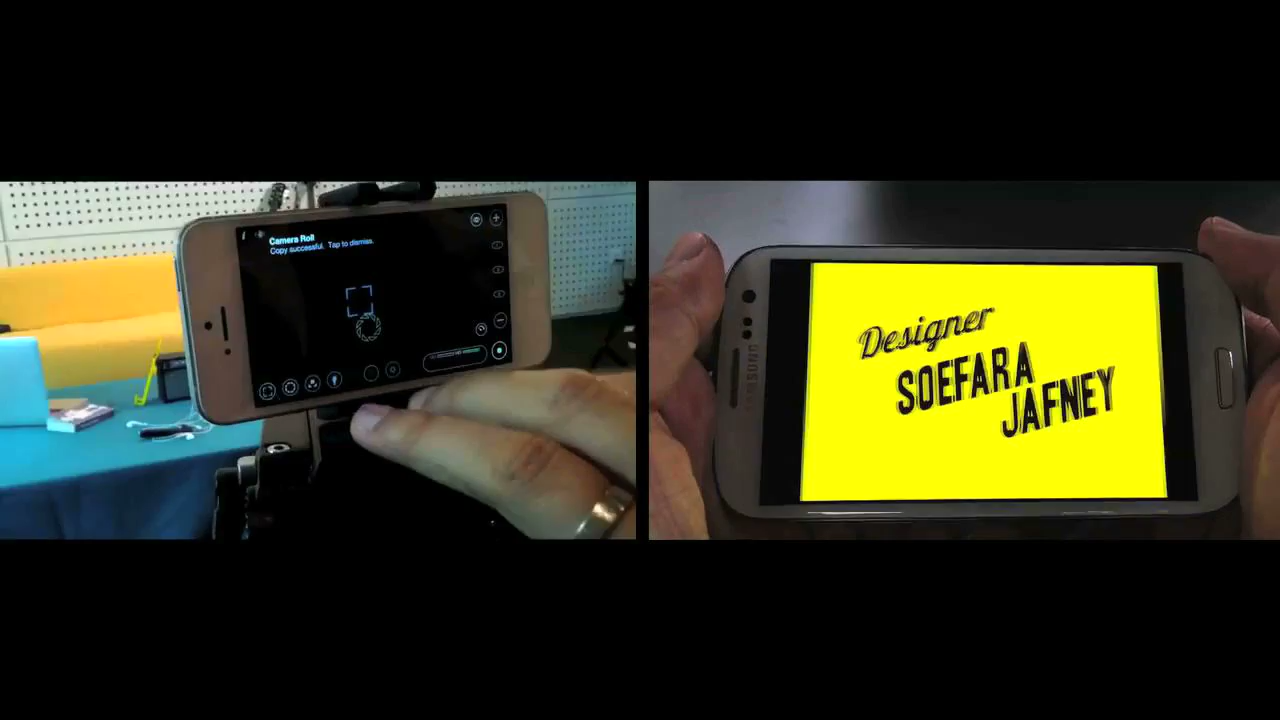 Camera Roll
Copy successful. Tap to dismiss.
Designer
SOEFARA
JAFNEY
SAMSUNG